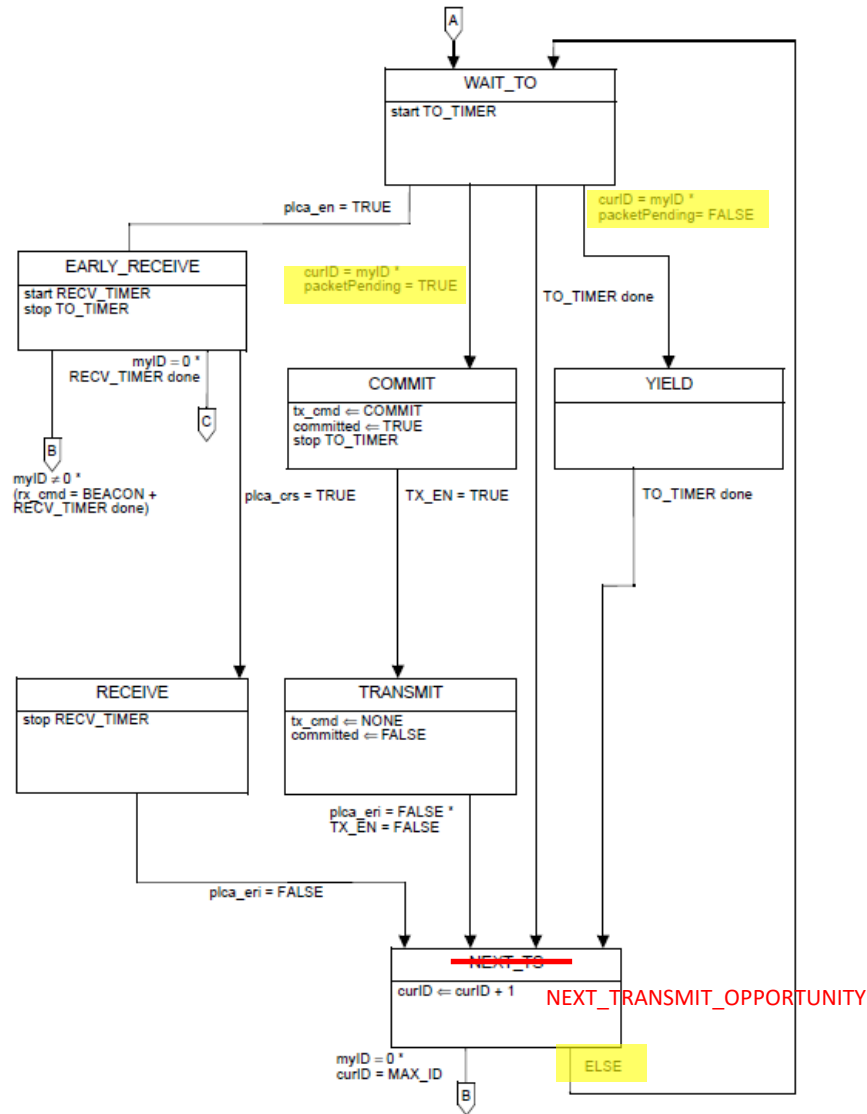 A
WAIT_TO
start TO_TIMER
plca_en = TRUE
curID = myID *
packetPending= FALSE
EARLY_RECEIVE
start RECV_TIMER
stop TO_TIMER
curID = myID *
packetPending = TRUE
TO_TIMER done
myID = 0 *
RECV_TIMER done
C
B
myID ≠ 0 *
(rx_cmd = BEACON +
RECV_TIMER done)
plca_crs = TRUE
COMMIT
tx_cmd ⇐ COMMIT
committed ⇐ TRUE
stop TO_TIMER
TX_EN = TRUE
YIELD
TO_TIMER done
RECEIVE
stop RECV_TIMER
TRANSMIT
tx_cmd ⇐ NONE
committed ⇐ FALSE
plca_eri = FALSE *
TX_EN = FALSE
plca_eri = FALSE
NEXT_TS
curID ⇐ curID + 1
NEXT_TRANSMIT_OPPORTUNITY
myID = 0 *
curID = MAX_ID
ELSE
B